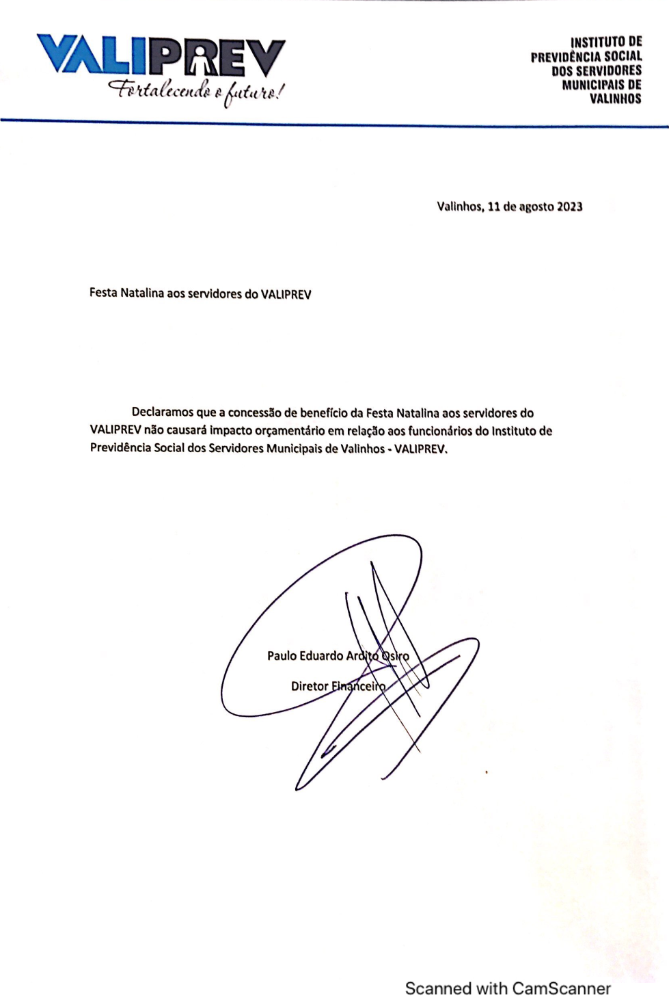 VALIPREV
Fortalecendo o futuro!
INSTITUTO DE
PREVIDÊNCIA SOCIAL
DOS SERVIDORES
MUNICIPAIS DE
VALINHOS
Valinhos, 11 de agosto 2023
Festa Natalina aos servidores do VALIPREV
Declaramos que a concessão de benefício da Festa Natalina aos servidores do
VALIPREV não causará impacto orçamentário em relação aos funcionários do Instituto de
Previdência Social dos Servidores Municipais de Valinhos - VALIPREV.
Paulo Eduardo Ardito Osiro
Diretor Financeiro
Scanned with CamScanner